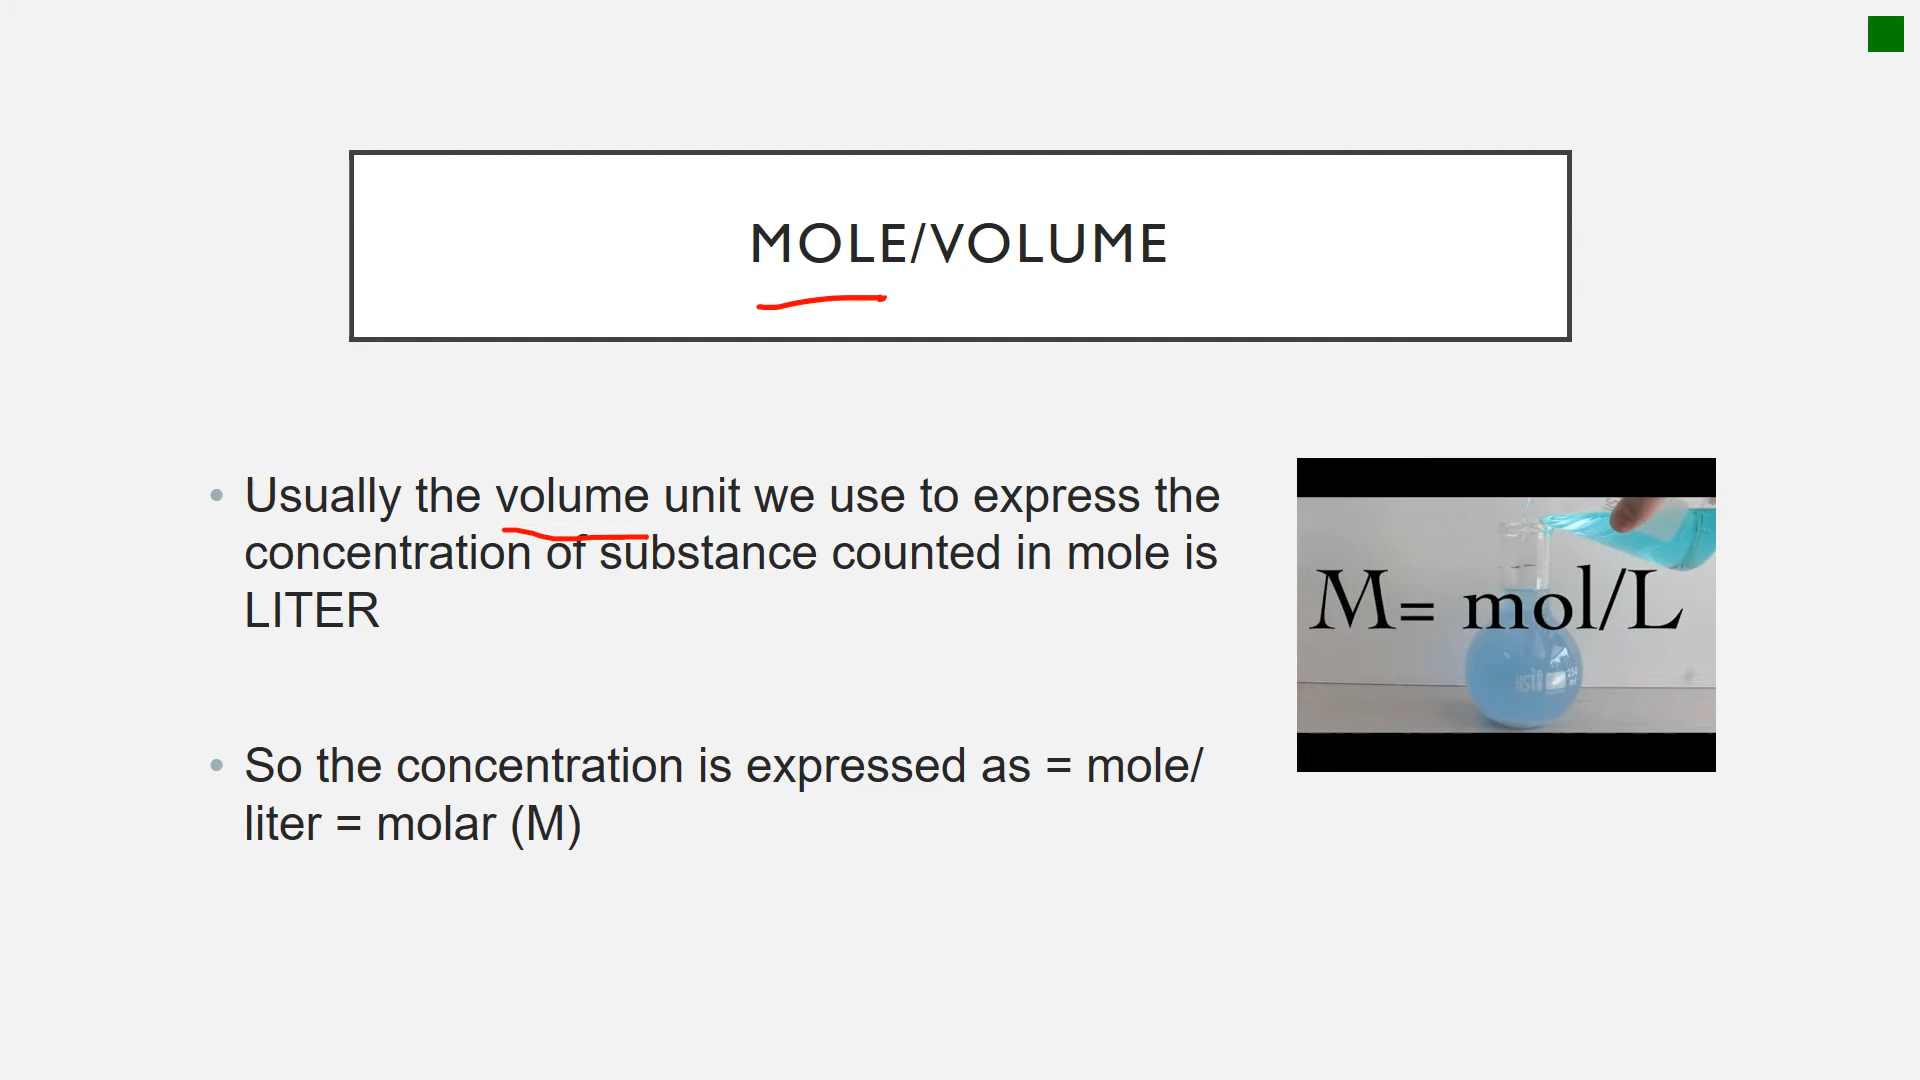 MOLE/VOLUME
• Usually the volume unit we use to express the
concentration of substance counted in mole is
LITER
M= mol/L
• So the concentration is expressed as = mole/
liter = molar (M)